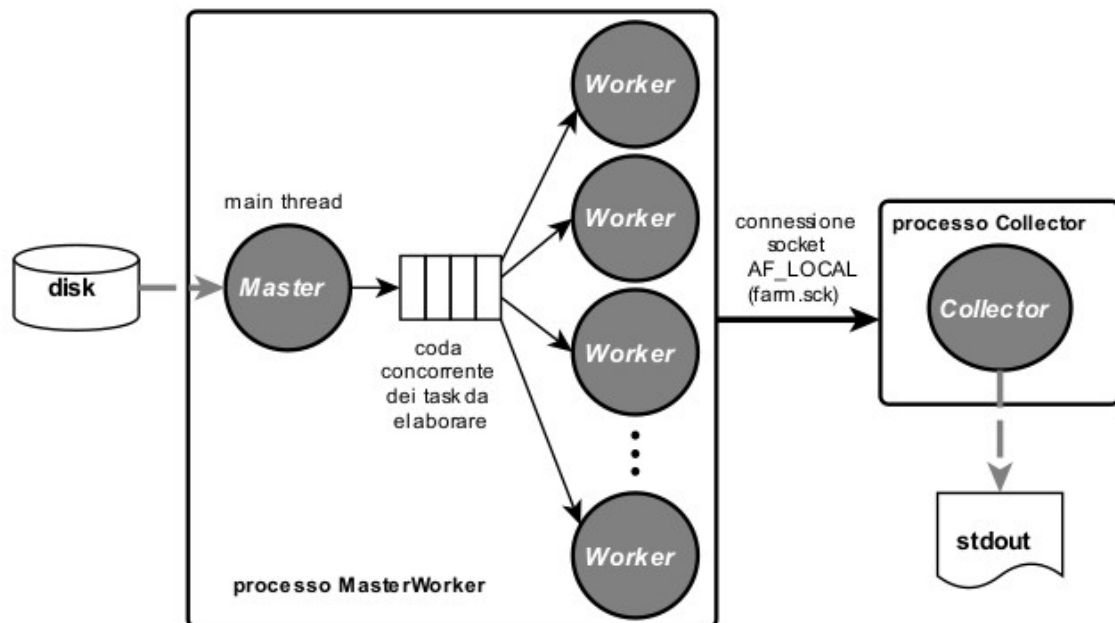 Worker
Worker
main thread
disk
Master
coda
concorrente
dei task da
elaborare
Worker
Worker
processo MasterWorker
connessione
socket
AF_LOCAL
(farm.sck)
processo Collector
Collector
stdout